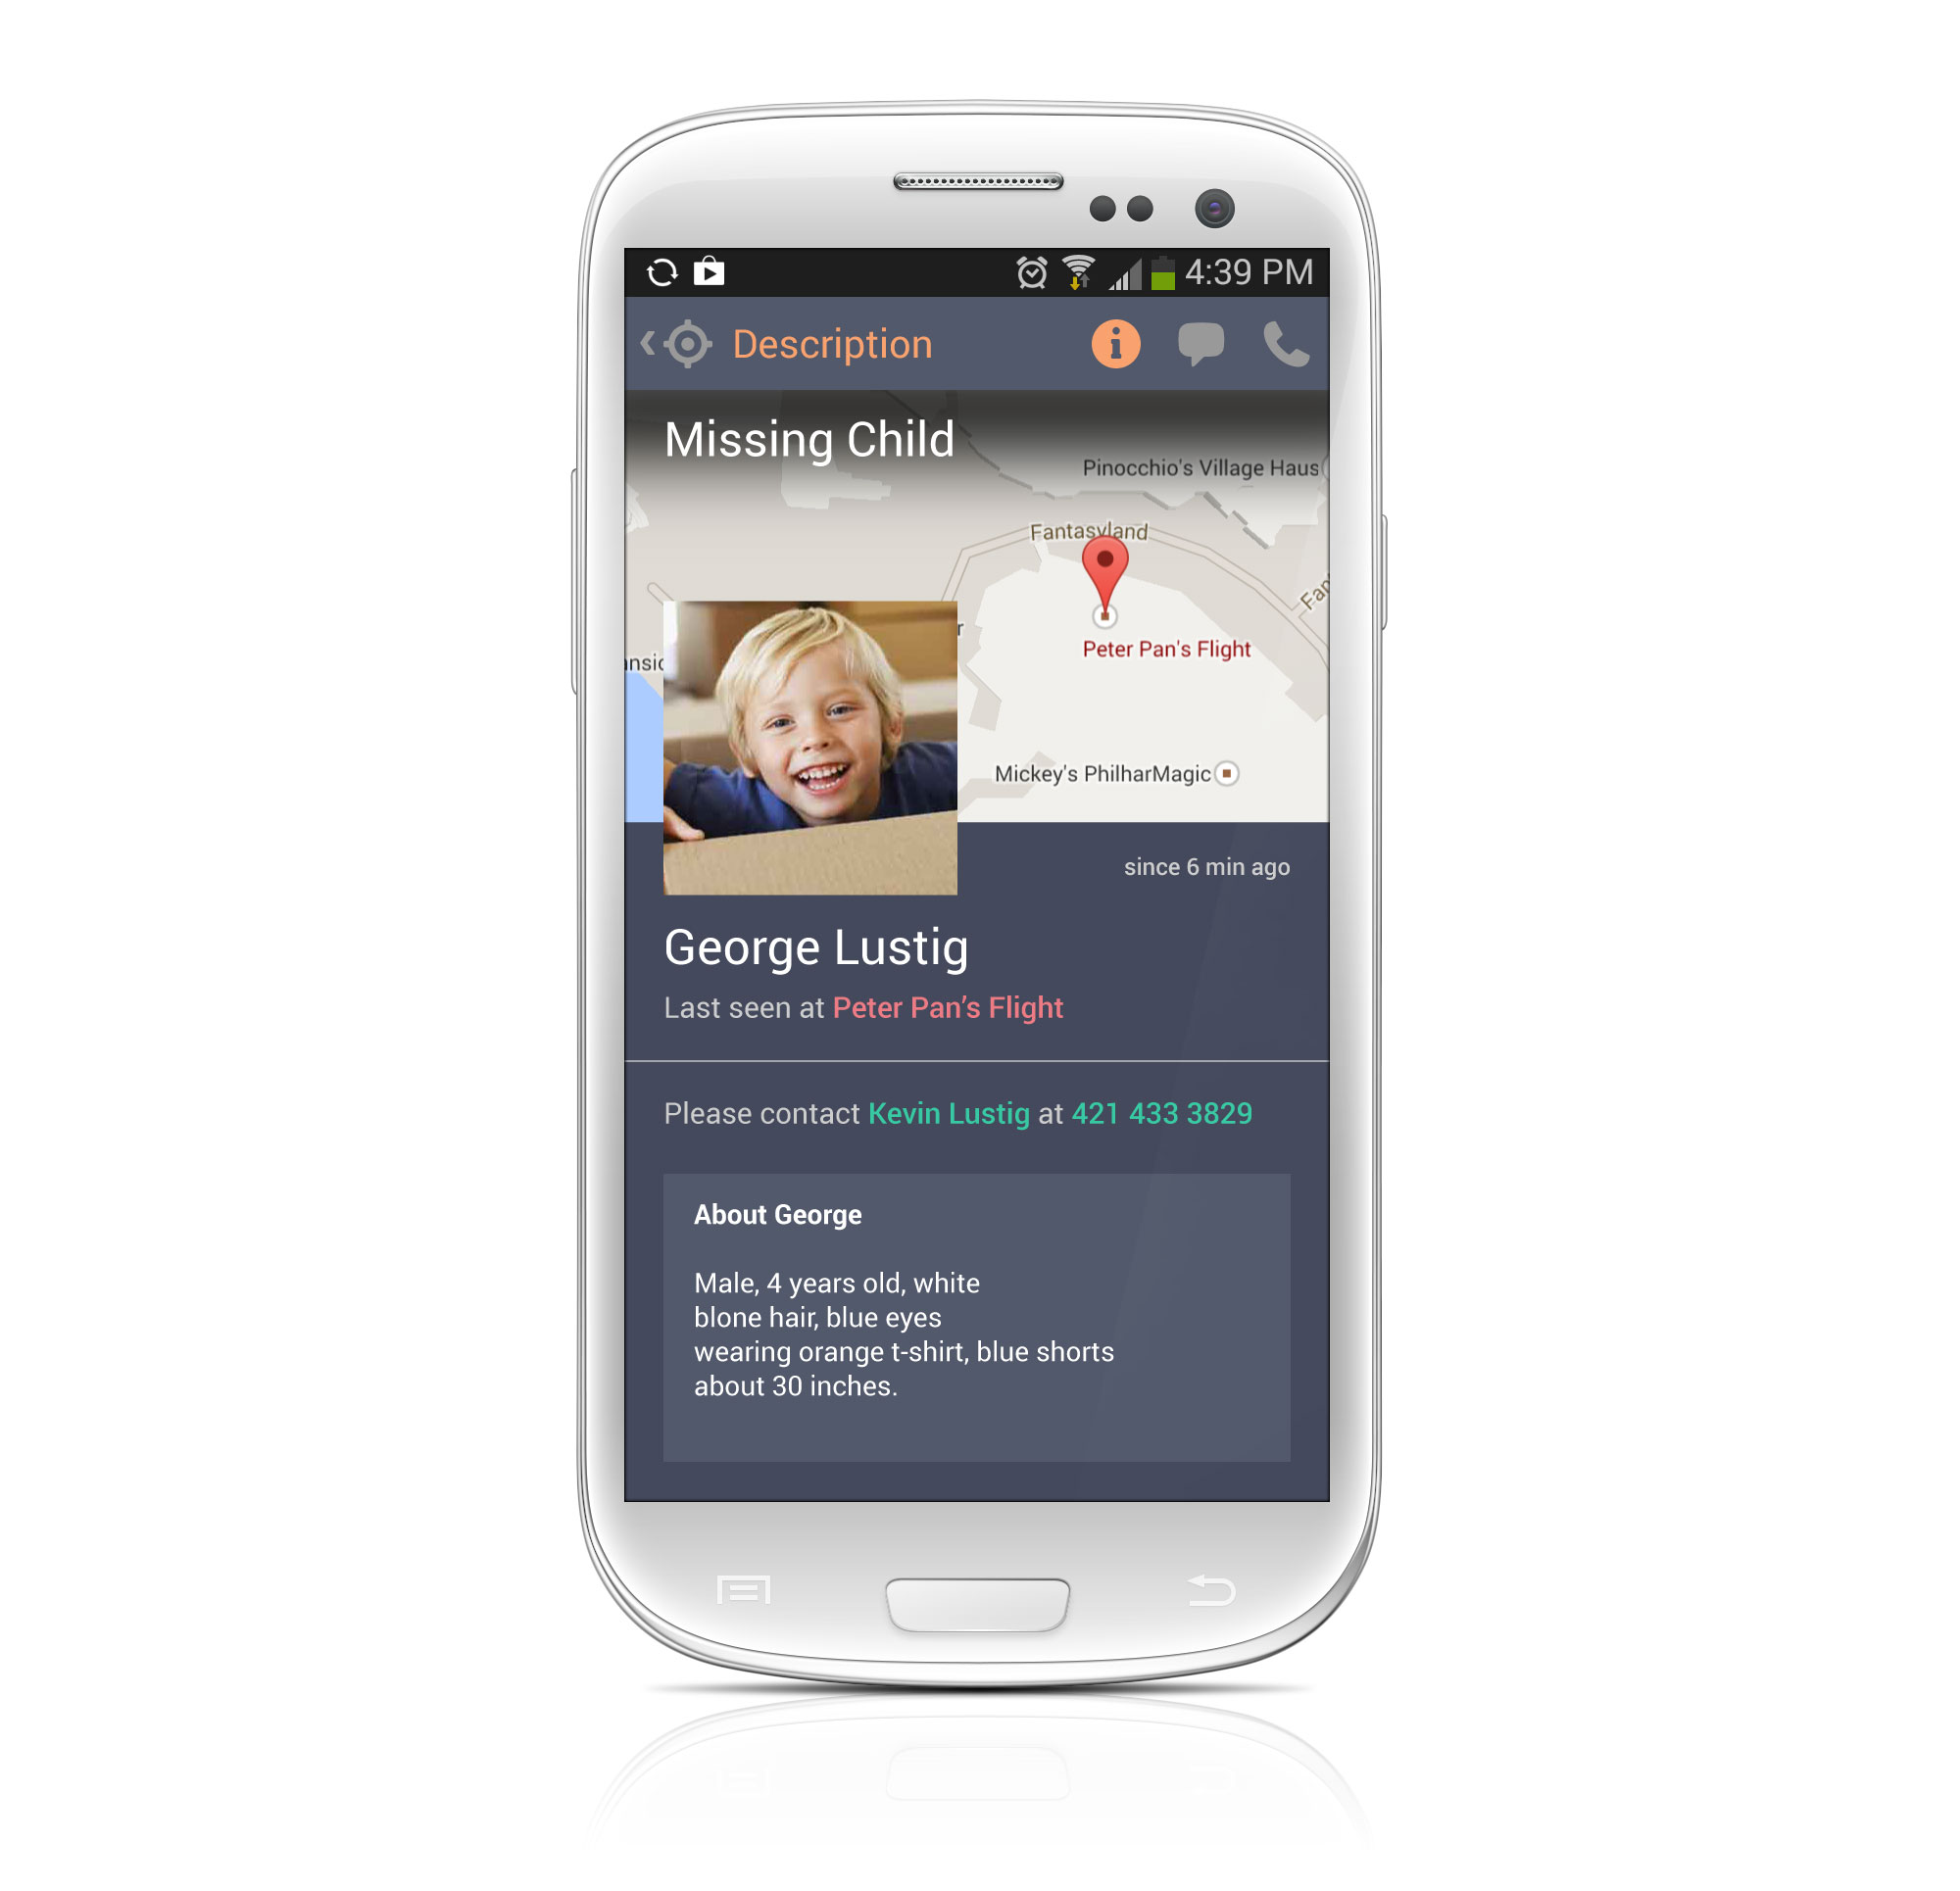 4:39 PM
Description
Missing Child
Pinocchio's Village Haus
Fantasyland
Peter Pan's Flight
Mickey's PhilharMagic
since 6 min ago
George Lustig
Last seen at Peter Pan's Flight
Please contact Kevin Lustig at 421 433 3829
About George
Male, 4 years old, white
blone hair, blue eyes
wearing orange t-shirt, blue shorts
about 30 inches.